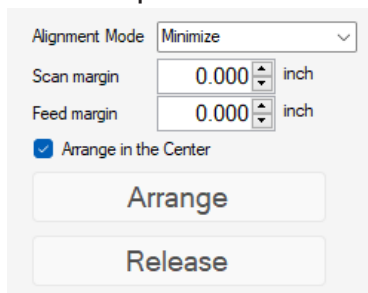 Alignment Mode Minimize
Scan margin 0.000 inch
Feed margin 0.000 inch
Arrange in the Center
Arrange
Release